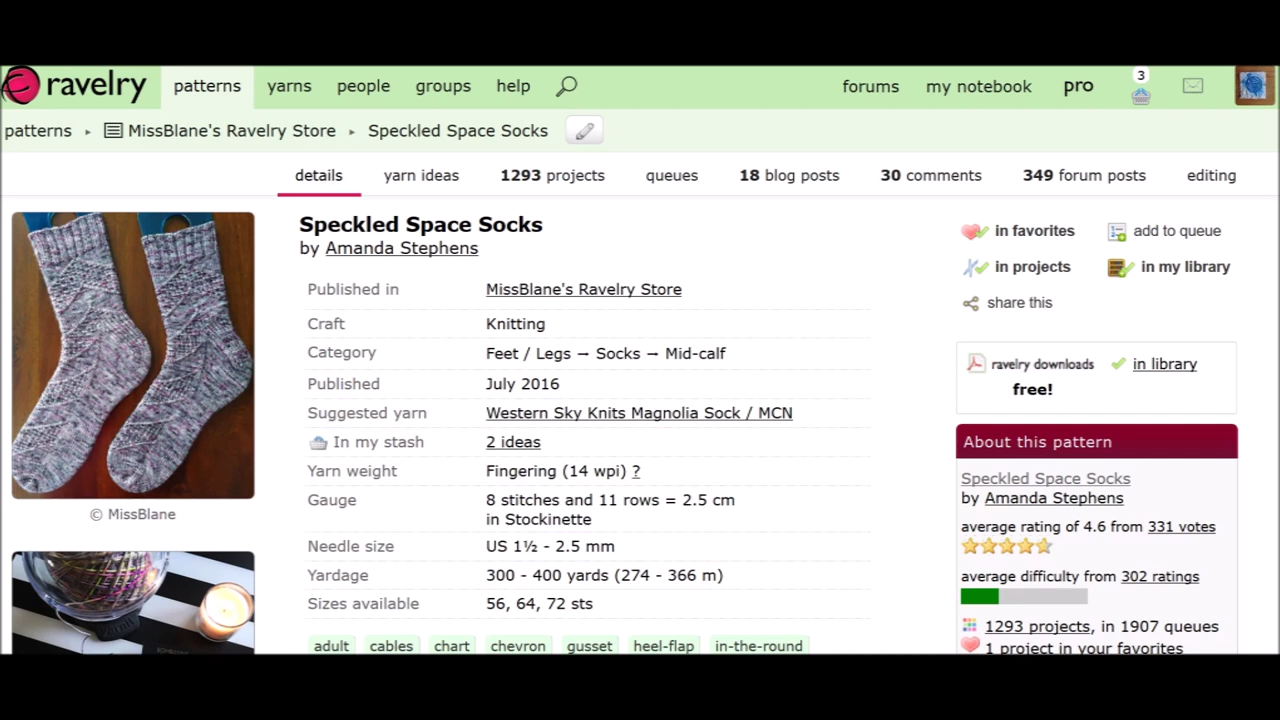 ravelry patterns yarns people groups help forums my notebook pro 3
patterns ▸ MissBlane's Ravelry Store ▸ Speckled Space Socks
details yarn ideas 1293 projects queues 18 blog posts 30 comments 349 forum posts editing
Speckled Space Socks
by Amanda Stephens
Published in MissBlane's Ravelry Store
Craft Knitting
Category Feet / Legs → Socks → Mid-calf
Published July 2016
Suggested yarn Western Sky Knits Magnolia Sock / MCN
In my stash 2 ideas
Yarn weight Fingering (14 wpi) ?
Gauge 8 stitches and 11 rows = 2.5 cm
in Stockinette
Needle size US 1½ - 2.5 mm
Yardage 300 - 400 yards (274 - 366 m)
Sizes available 56, 64, 72 sts
adult cables chart chevron gusset heel-flap in-the-round
© MissBlane
in favorites add to queue
in projects in my library
share this
ravelry downloads in library
free!
About this pattern
Speckled Space Socks
by Amanda Stephens
average rating of 4.6 from 331 votes
average difficulty from 302 ratings
1293 projects, in 1907 queues
1 project in your favorites